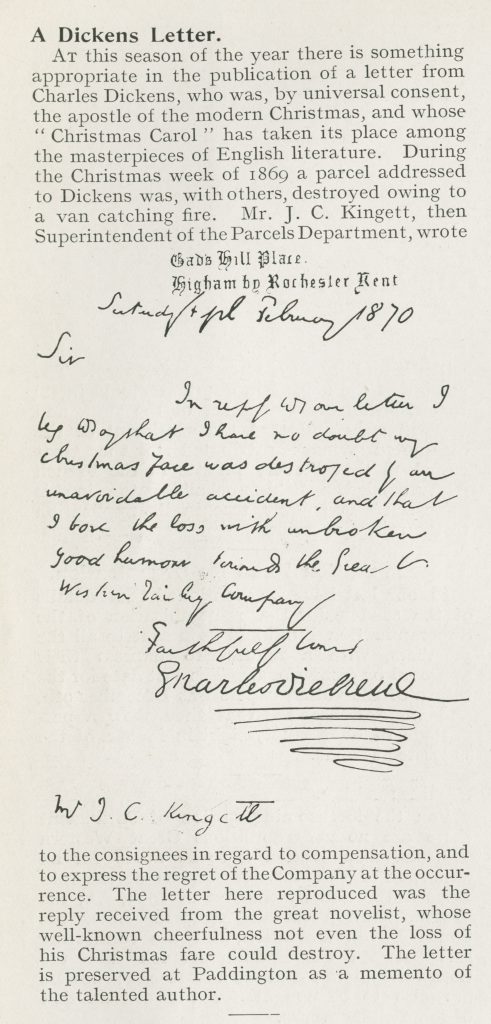 A Dickens Letter.
AT this season of the year there is something
appropriate in the publication of a letter from
Charles Dickens, who was, by universal consent,
the apostle of the modern Christmas, and whose
“ Christmas Carol ” has taken its place among
the masterpieces of English literature. During
the Christmas week of 1869 a parcel addressed
to Dickens was, with others, destroyed owing to
a van catching fire. Mr. J. C. Kingett, then
Superintendent of the Parcels Department, wrote
Gad's Hill Place.
Higham by Rochester Kent
February 1870
Sir
In reply to your letter I
beg to say that I have no doubt my
christmas fare was destroyed by an
unavoidable accident, and that
I bore the loss with unbroken
good humour towards the Great
Western Railway Company
Faithfully Yours
Charles Dickens
Mr J. C. Kingett
to the consignees in regard to compensation, and
to express the regret of the Company at the occur-
rence. The letter here reproduced was the
reply received from the great novelist, whose
well-known cheerfulness not even the loss of
his Christmas fare could destroy. The letter
is preserved at Paddington as a memento of
the talented author.